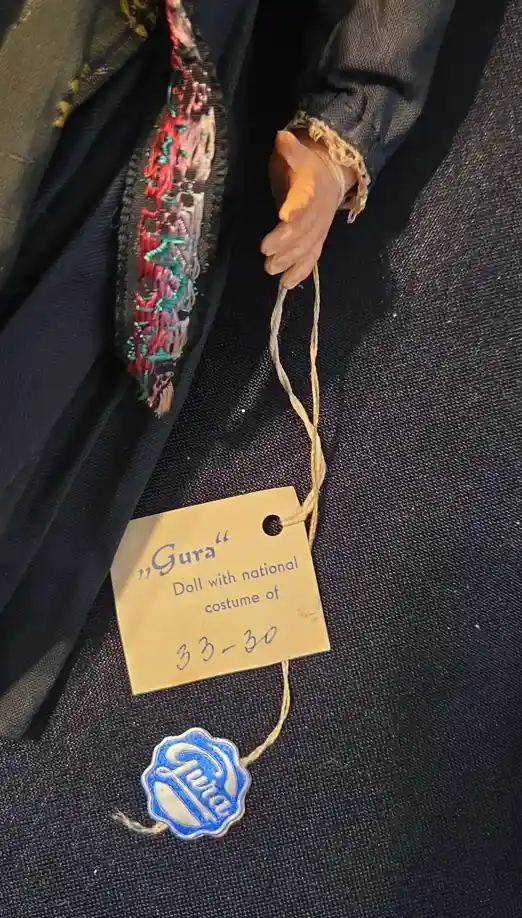 „Gura“
Doll with national
costume of
33-30
Gura